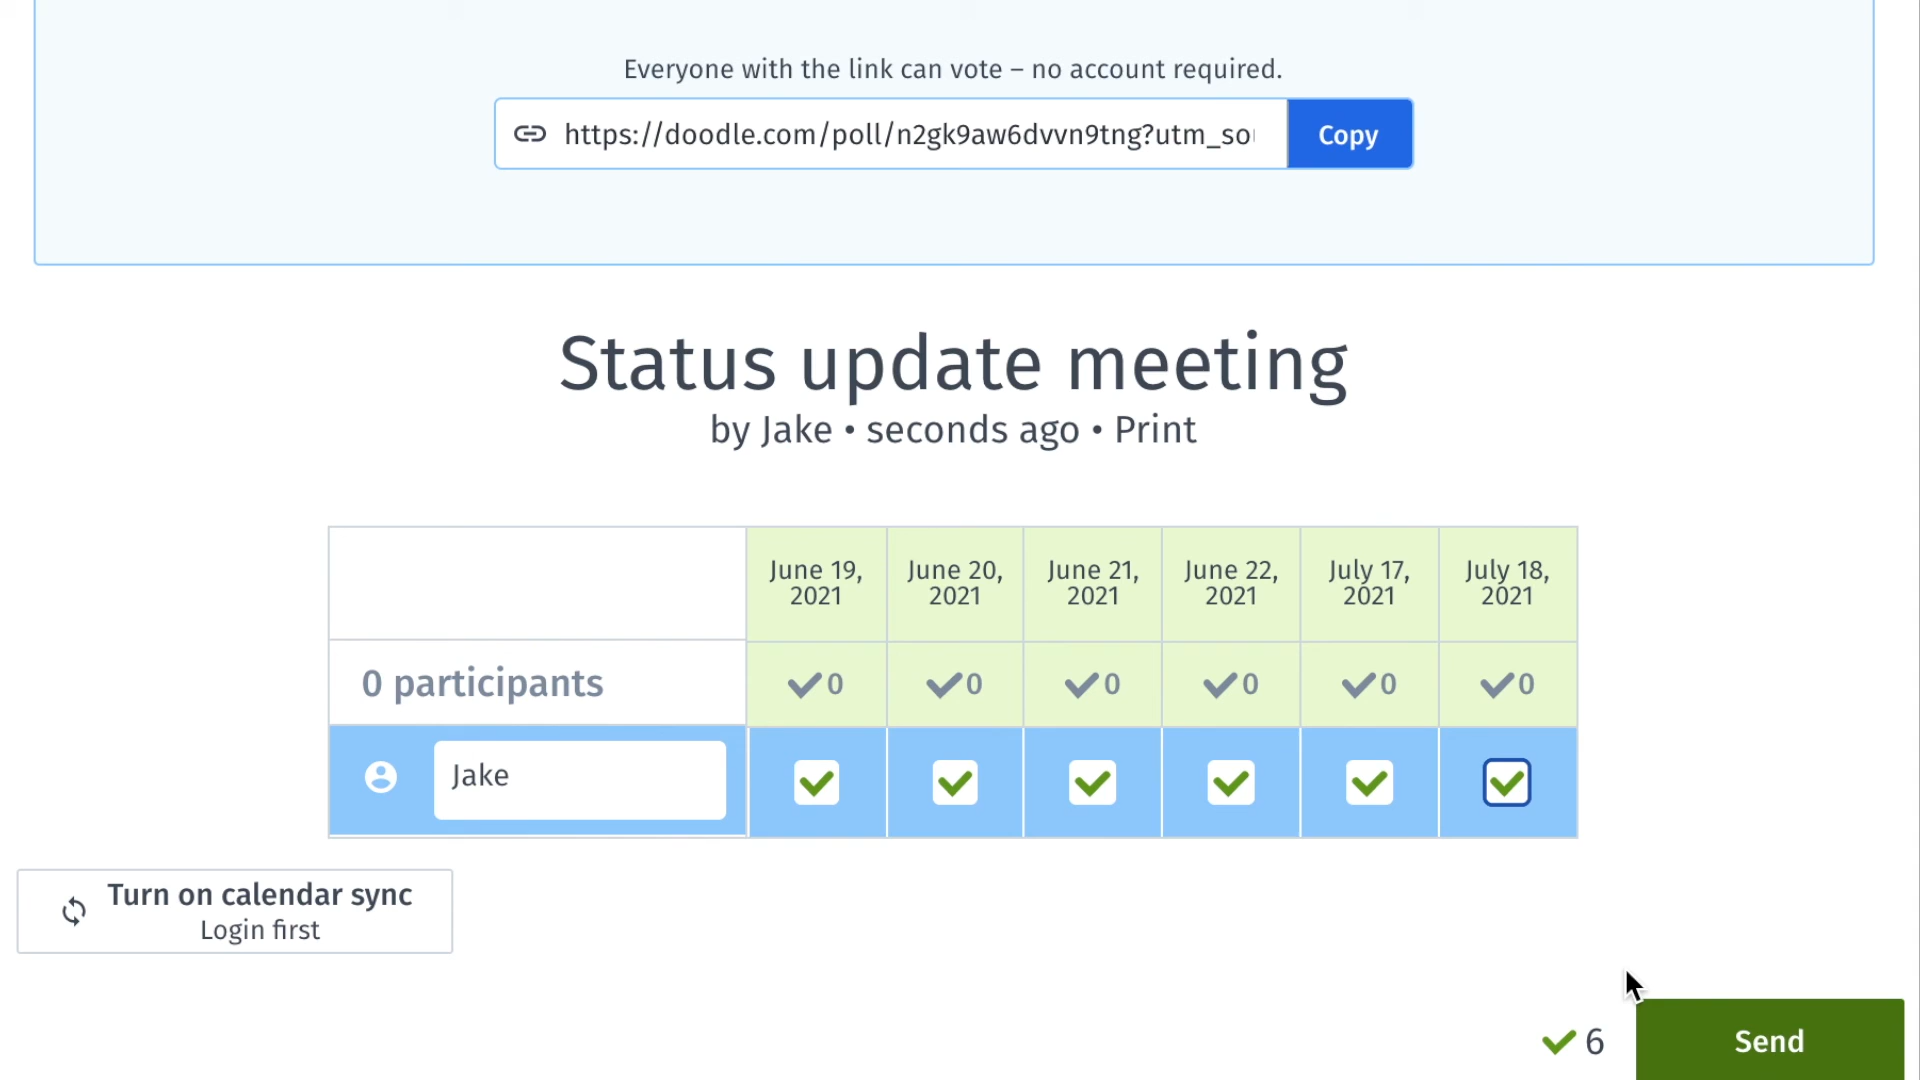 Everyone with the link can vote – no account required.
https://doodle.com/poll/n2gk9aw6dvvn9tng?utm_so
Copy
Status update meeting
by Jake • seconds ago • Print
June 19, June 20, June 21, June 22, July 17, July 18,
2021 2021 2021 2021 2021 2021
0 participants 0 0 0 0 0 0
Jake
Turn on calendar sync
Login first
6 Send